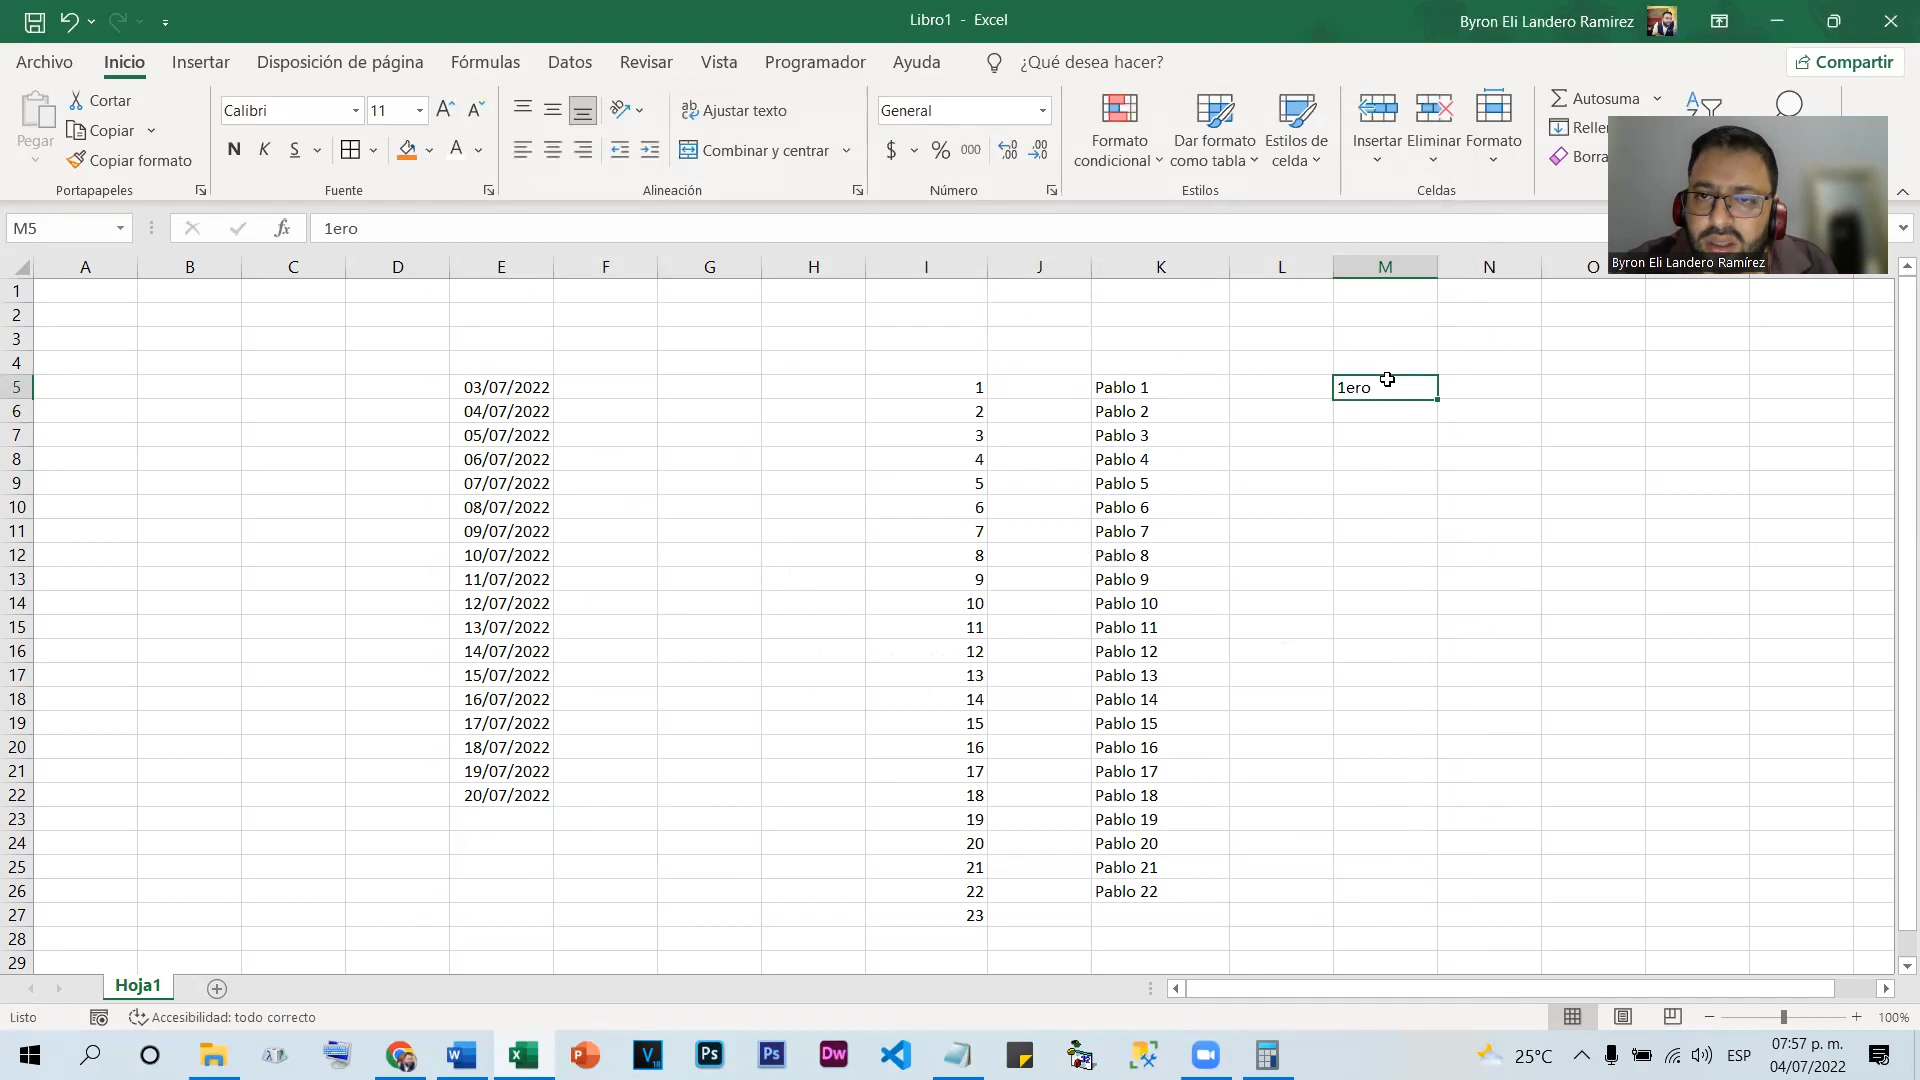 Libro1 - Excel
Byron Eli Landero Ramirez
Archivo Inicio Insertar Disposición de página Fórmulas Datos Revisar Vista Programador Ayuda ¿Qué desea hacer? Compartir
Pegar
Cortar
Copiar
Copiar formato
Portapapeles
Calibri 11
N K S A
Fuente
Ajustar texto
Combinar y centrar
Alineación
General
$ % 000
Número
Formato condicional
Dar formato como tabla
Estilos de celda
Estilos
Insertar Eliminar Formato
Celdas
Autosuma
Relle
Borra
Byron Eli Landero Ramírez
M5 fx 1ero
A B C D E F G H I J K L M N O
1
2
3
4
5 03/07/2022 1 Pablo 1 1ero
6 04/07/2022 2 Pablo 2
7 05/07/2022 3 Pablo 3
8 06/07/2022 4 Pablo 4
9 07/07/2022 5 Pablo 5
10 08/07/2022 6 Pablo 6
11 09/07/2022 7 Pablo 7
12 10/07/2022 8 Pablo 8
13 11/07/2022 9 Pablo 9
14 12/07/2022 10 Pablo 10
15 13/07/2022 11 Pablo 11
16 14/07/2022 12 Pablo 12
17 15/07/2022 13 Pablo 13
18 16/07/2022 14 Pablo 14
19 17/07/2022 15 Pablo 15
20 18/07/2022 16 Pablo 16
21 19/07/2022 17 Pablo 17
22 20/07/2022 18 Pablo 18
23 19 Pablo 19
24 20 Pablo 20
25 21 Pablo 21
26 22 Pablo 22
27 23
28
29
Hoja1
Listo Accesibilidad: todo correcto 100%
Ps Ps Dw
25°C ESP
07:57 p. m.
04/07/2022